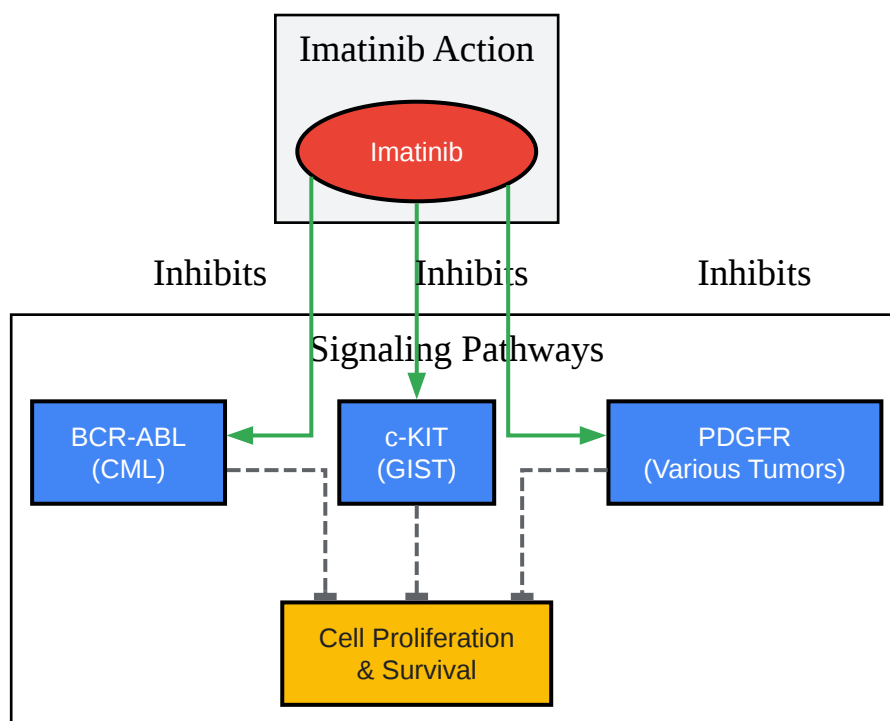 Imatinib Action
Imatinib
Inhibits
Inhibits
Inhibits
Signaling Pathways
BCR-ABL
(CML)
c-KIT
(GIST)
PDGFR
(Various Tumors)
Cell Proliferation
& Survival